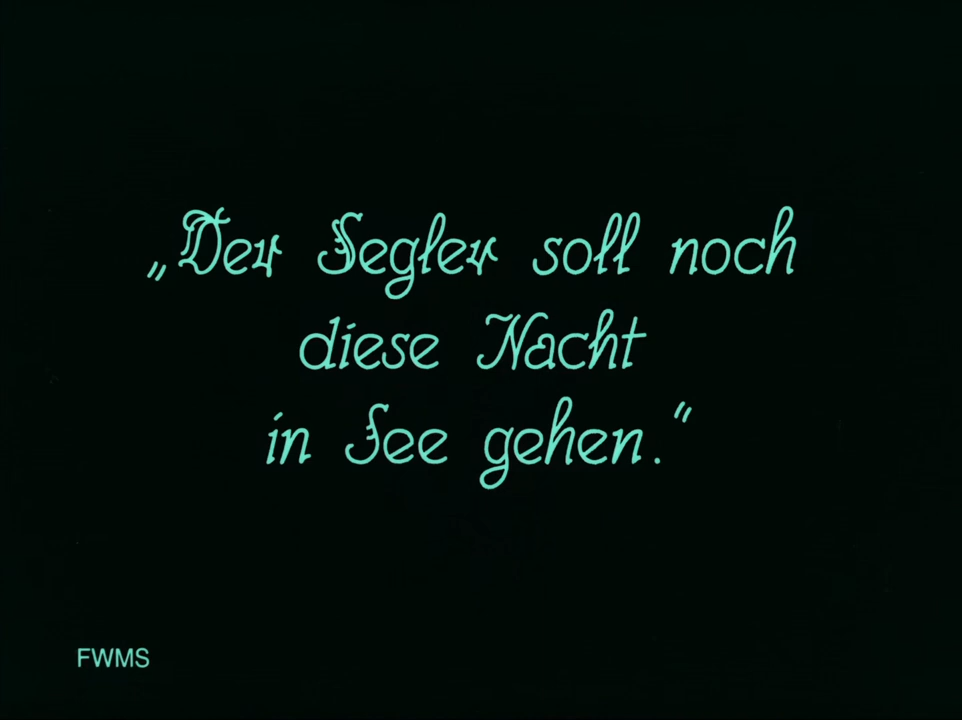 „Der Segler soll noch
diese Nacht
in See gehen.“
FWMS